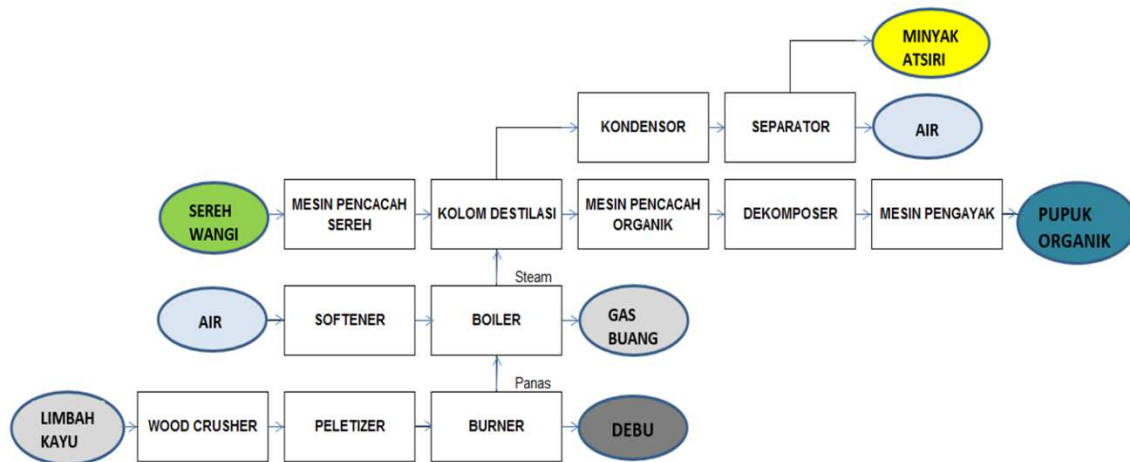 MINYAK
ATSIRI
KONDENSOR
SEPARATOR
AIR
SEREH
WANGI
MESIN PENCACAH
SEREH
KOLOM DESTILASI
MESIN PENCACAH
ORGANIK
DEKOMPOSER
MESIN PENGAYAK
PUPUK
ORGANIK
Steam
AIR
SOFTENER
BOILER
GAS
BUANG
Panas
LIMBAH
KAYU
WOOD CRUSHER
PELETIZER
BURNER
DEBU